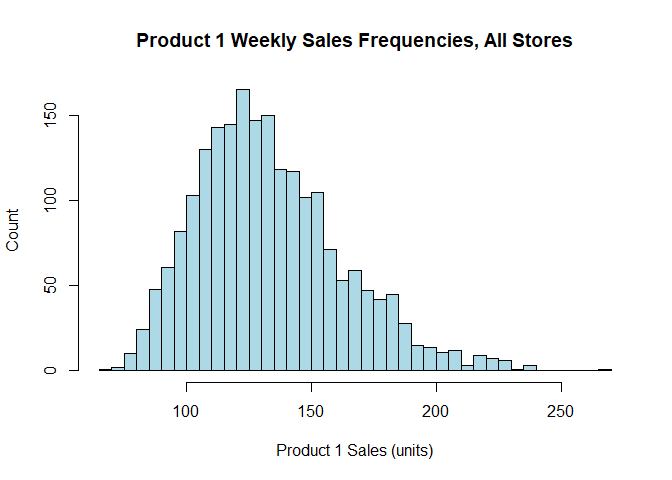 Product 1 Weekly Sales Frequencies, All Stores
Count
0
50
100
150
100
150
200
250
Product 1 Sales (units)